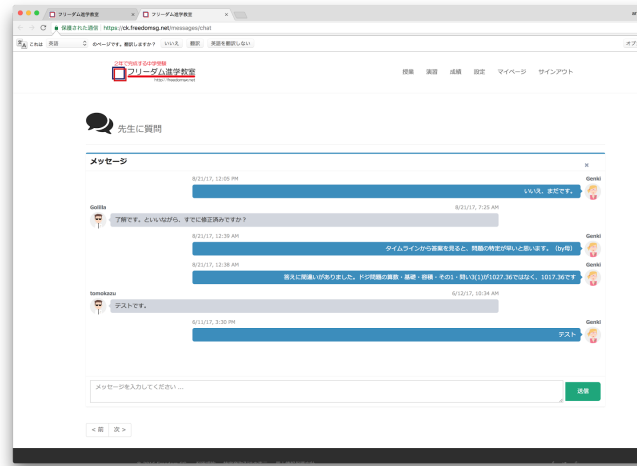 フリーダム進学教室
フリーダム進学教室
保護された通信 | https://ck.freedomsg.net/messages/chat
これは 英語 のページです。翻訳しますか? いいえ 翻訳 英語を翻訳しない
2年で完成する中学受験
フリーダム進学教室
授業 演習 成績 設定 マイページ サインアウト
先生に質問
メッセージ
8/21/17, 12:05 PM Genki
いいえ、まだです。
Gollila 8/21/17, 7:25 AM
了解です。といいながら、すでに修正済みですか?
8/21/17, 12:39 AM Genki
タイムラインから答案を見ると、問題の特定が早いと思います。(by母)
8/21/17, 12:38 AM Genki
答えに間違いがありました。ドジ問題の算数・基礎・容積・その1・問い3(1)が1027.36ではなく、1017.36です
tomokazu 6/12/17, 10:34 AM
テストです。
6/11/17, 3:30 PM Genki
テスト
メッセージを入力してください ...
送信
< 前 次 >